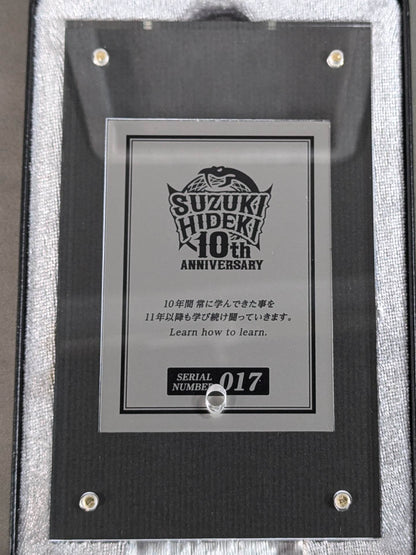 SUZUKI
HIDEKI
10th
ANNIVERSARY
10年間 常に学んできた事を
11年以降も学び続け闘っていきます。
Learn how to learn.
SERIAL
NUMBER 017